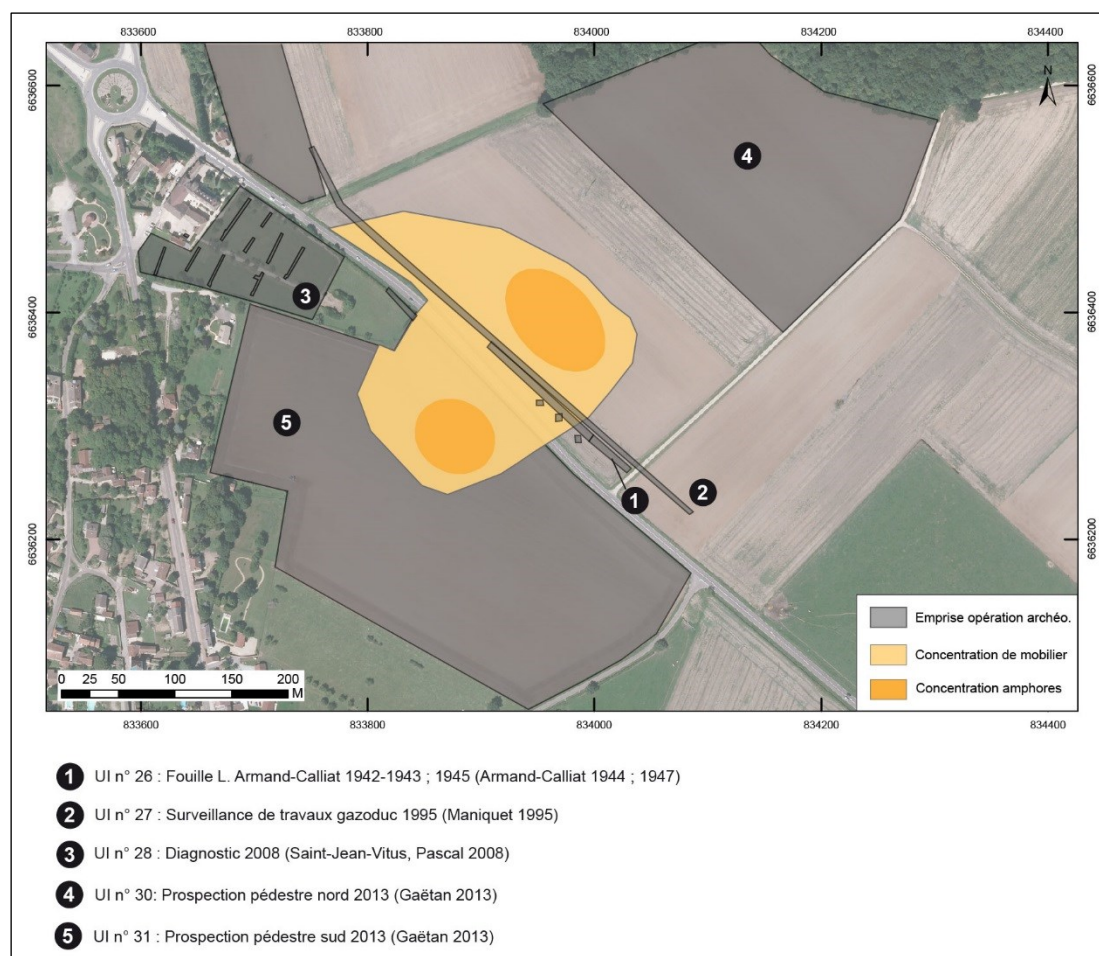 833600 833800 834000 834200 834400
N
6636600 6636600
4
3
6636400 6636400
5
1
2
6636200 6636200
Emprise opération archéo.
Concentration de mobilier
Concentration amphores
0 25 50 100 150 200
M
833600 833800 834000 834200 834400
1 UI n° 26 : Fouille L. Armand-Calliat 1942-1943 ; 1945 (Armand-Calliat 1944 ; 1947)
2 UI n° 27 : Surveillance de travaux gazoduc 1995 (Maniquet 1995)
3 UI n° 28 : Diagnostic 2008 (Saint-Jean-Vitus, Pascal 2008)
4 UI n° 30: Prospection pédestre nord 2013 (Gaëtan 2013)
5 UI n° 31 : Prospection pédestre sud 2013 (Gaëtan 2013)